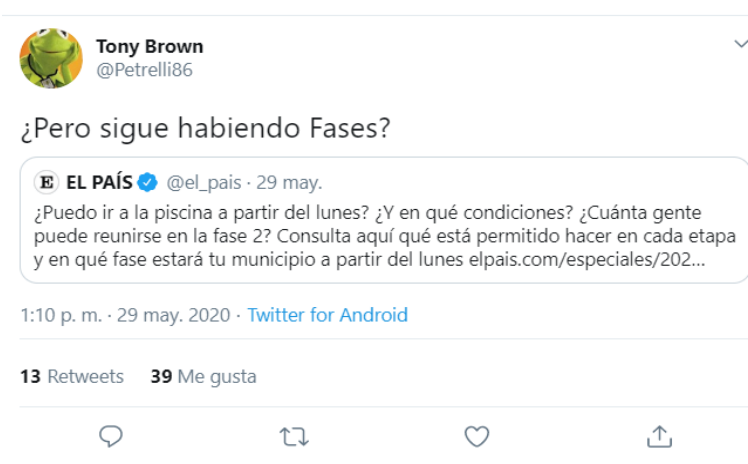 Tony Brown
@Petrelli86
¿Pero sigue habiendo Fases?
E EL PAÍS @el_pais · 29 may.
¿Puedo ir a la piscina a partir del lunes? ¿Y en qué condiciones? ¿Cuánta gente
puede reunirse en la fase 2? Consulta aquí qué está permitido hacer en cada etapa
y en qué fase estará tu municipio a partir del lunes elpais.com/especiales/202...
1:10 p. m. · 29 may. 2020 · Twitter for Android
13 Retweets 39 Me gusta